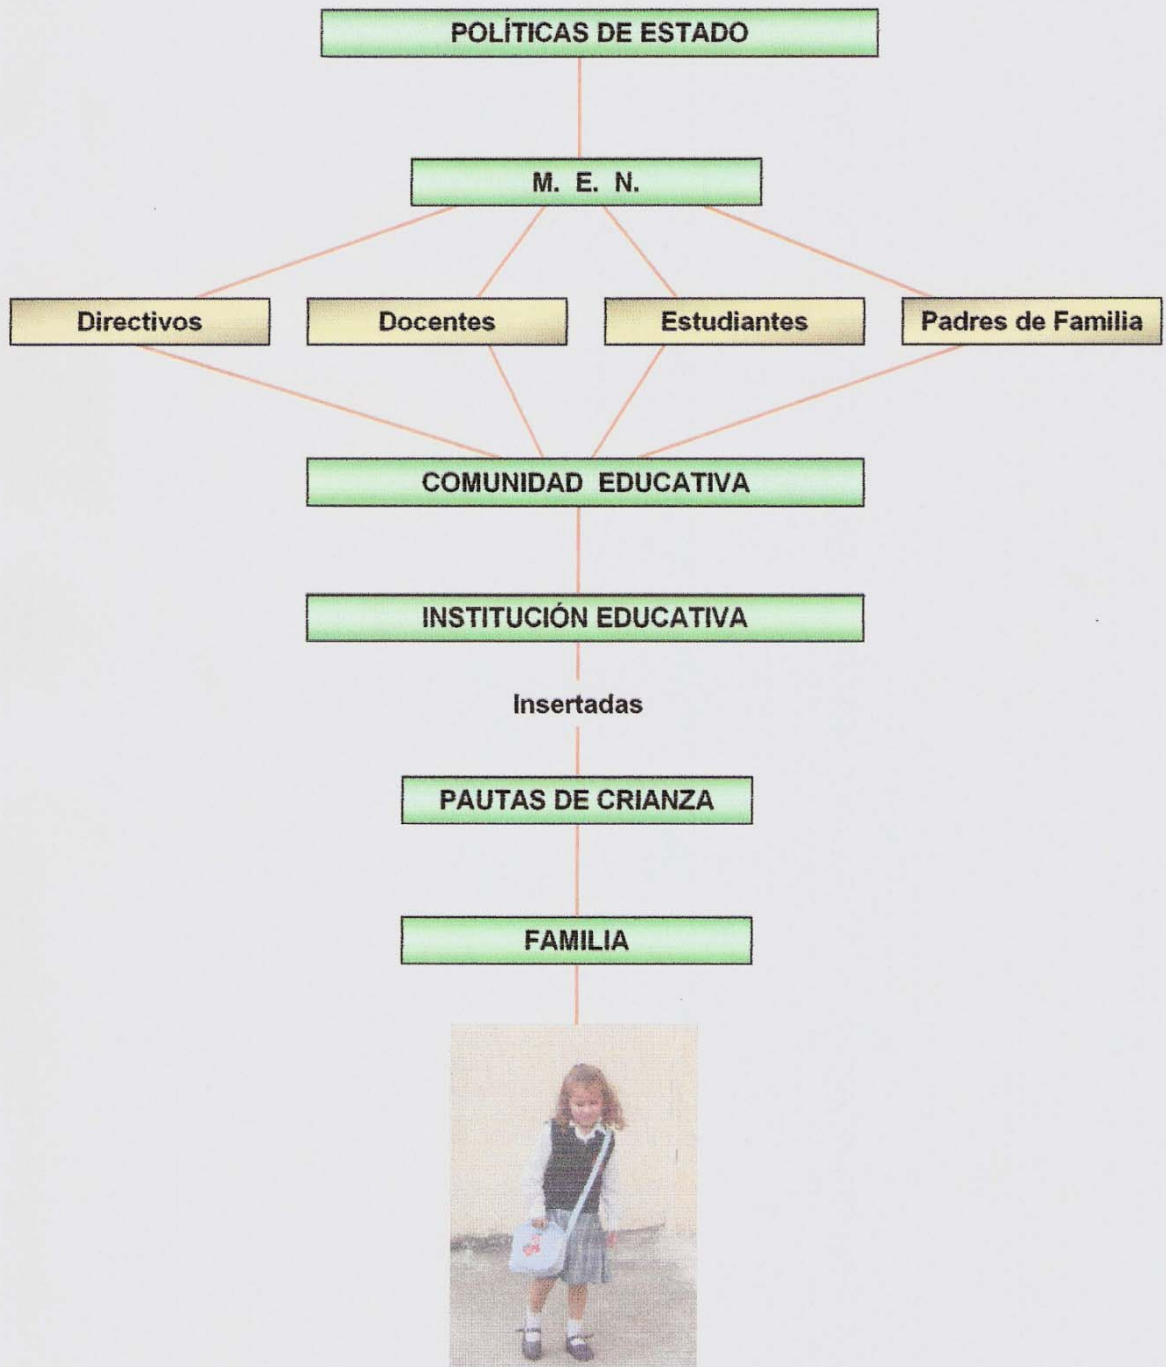 POLÍTICAS DE ESTADO
M. E. N.
Directivos
Docentes
Estudiantes
Padres de Familia
COMUNIDAD EDUCATIVA
INSTITUCIÓN EDUCATIVA
Insertadas
PAUTAS DE CRIANZA
FAMILIA